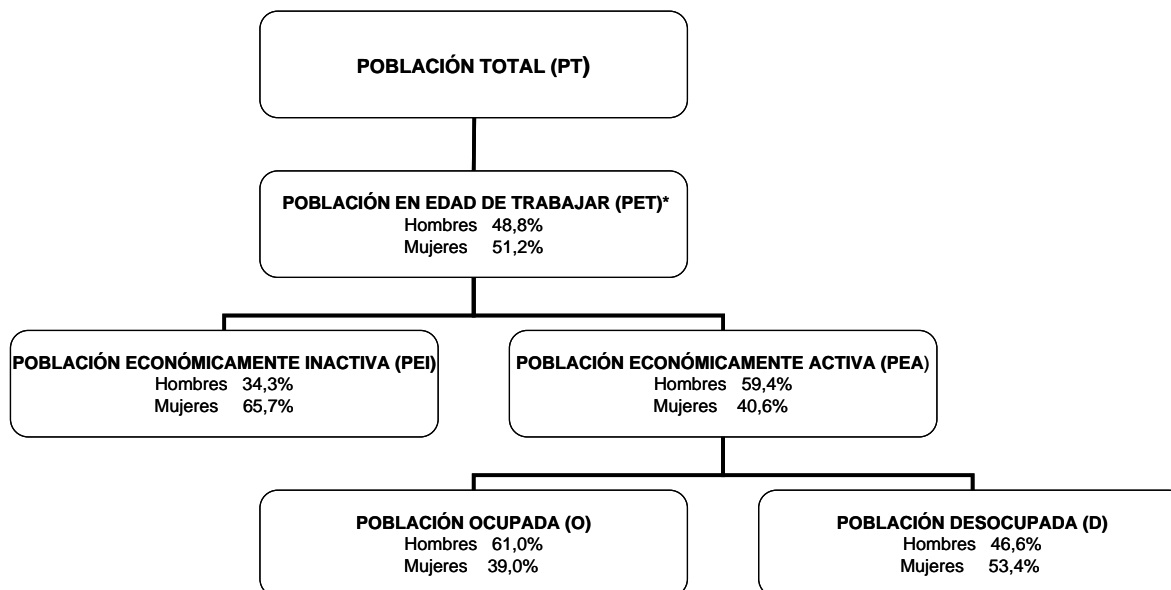 POBLACIÓN TOTAL (PT)
POBLACIÓN EN EDAD DE TRABAJAR (PET)*
Hombres 48,8%
Mujeres 51,2%
POBLACIÓN ECONÓMICAMENTE INACTIVA (PEI)
Hombres 34,3%
Mujeres 65,7%
POBLACIÓN ECONÓMICAMENTE ACTIVA (PEA)
Hombres 59,4%
Mujeres 40,6%
POBLACIÓN OCUPADA (O)
Hombres 61,0%
Mujeres 39,0%
POBLACIÓN DESOCUPADA (D)
Hombres 46,6%
Mujeres 53,4%